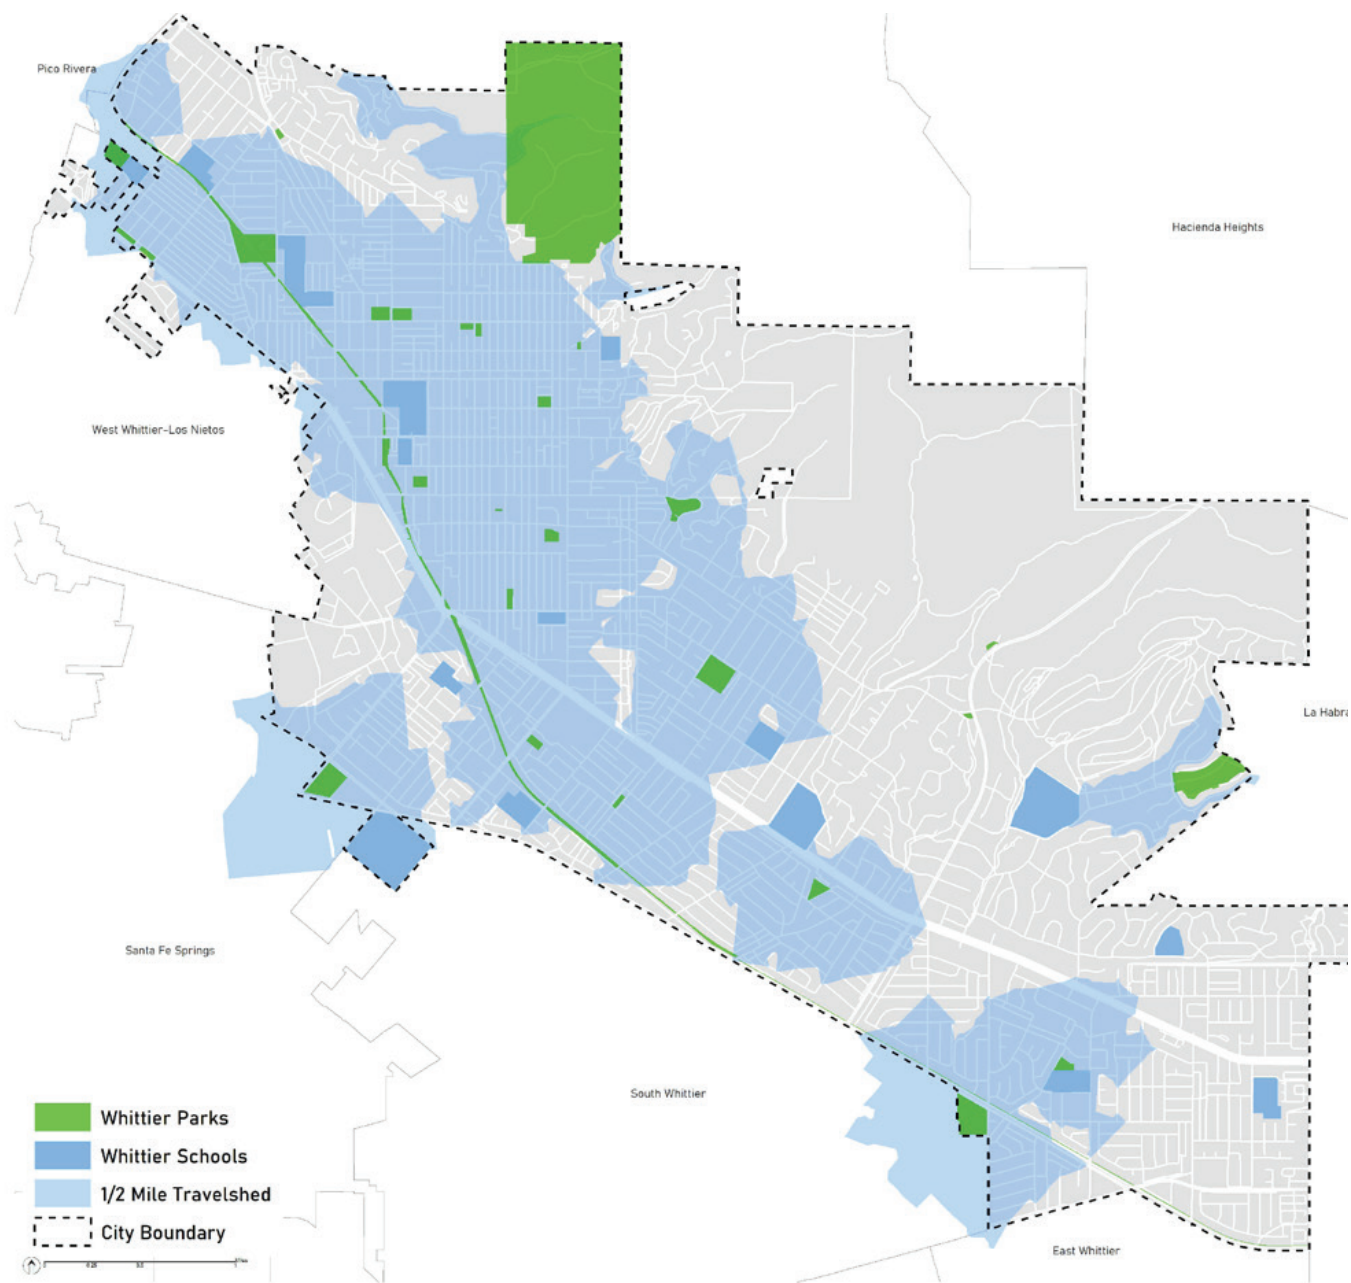 Pico Rivera
Hacienda Heights
West Whittier-Los Nietos
La Habra
Santa Fe Springs
South Whittier
East Whittier
Whittier Parks
Whittier Schools
1/2 Mile Travelshed
City Boundary